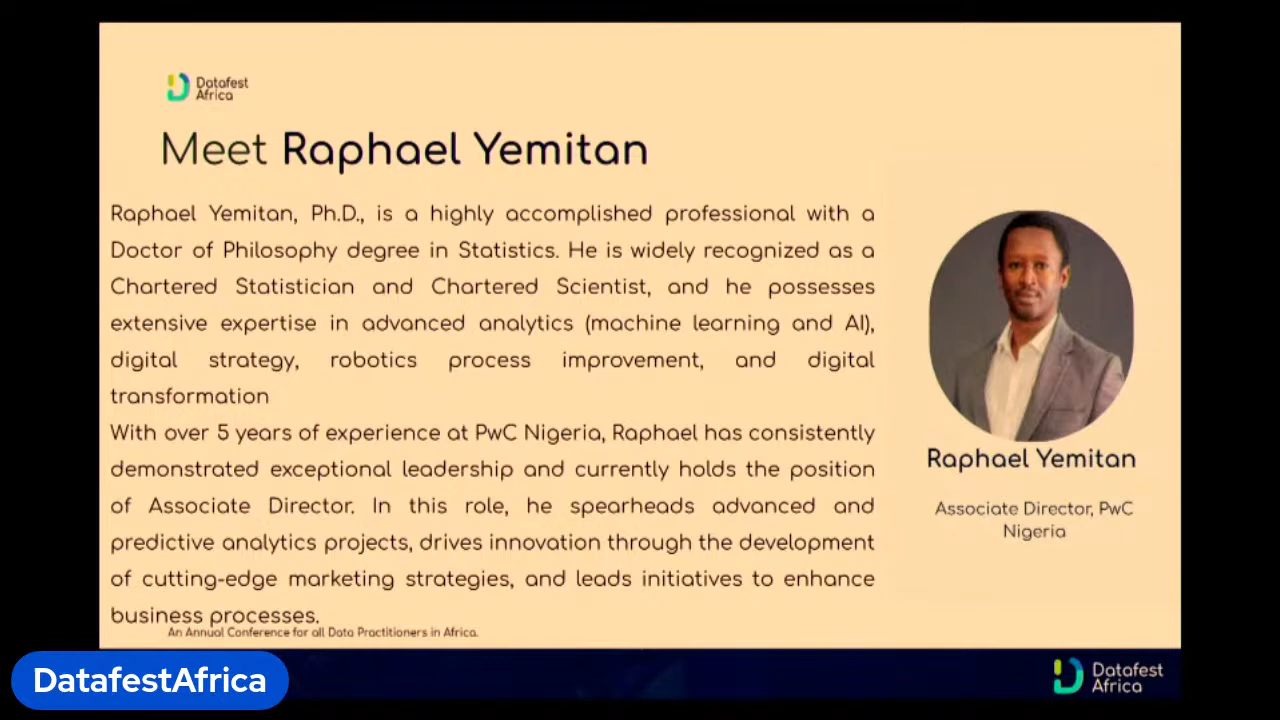 Datafest
Africa
Meet Raphael Yemitan
Raphael Yemitan, Ph.D., is a highly accomplished professional with a
Doctor of Philosophy degree in Statistics. He is widely recognized as a
Chartered Statistician and Chartered Scientist, and he possesses
extensive expertise in advanced analytics (machine learning and AI),
digital strategy, robotics process improvement, and digital
transformation
With over 5 years of experience at PwC Nigeria, Raphael has consistently
demonstrated exceptional leadership and currently holds the position
of Associate Director. In this role, he spearheads advanced and
predictive analytics projects, drives innovation through the development
of cutting-edge marketing strategies, and leads initiatives to enhance
business processes.
An Annual Conference for all Data Practitioners in Africa.
Raphael Yemitan
Associate Director, PwC
Nigeria
DatafestAfrica
Datafest
Africa